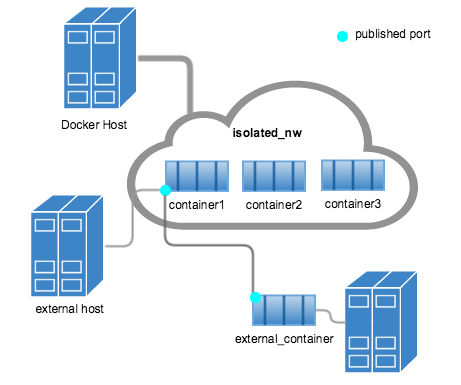 published port
Docker Host
isolated_nw
container1
container2
container3
external host
external_container